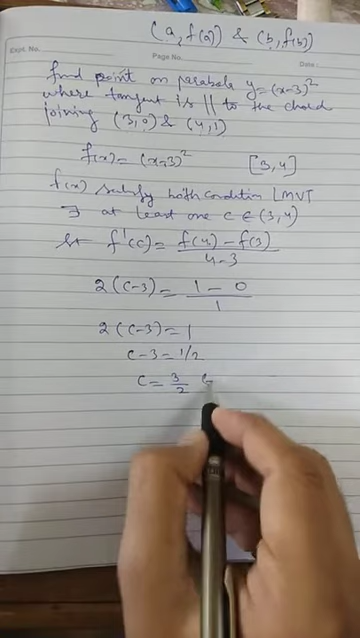 (a, f(a)) & (b, f(b))
Expt. No.
Page No.
Date :
find point on parabola y=(x-3)²
where tangent is || to the chord
joining (3,0) & (4,1)
f(x) = (x-3)² [3,4]
f(x) satisfy both condition LMVT
∃ at least one c ∈ (3,4)
st f'(c) = f(4) - f(3) / 4-3
2(c-3) = 1 - 0 / 1
2(c-3) = 1
c-3 = 1/2
c = 3/2 ∈